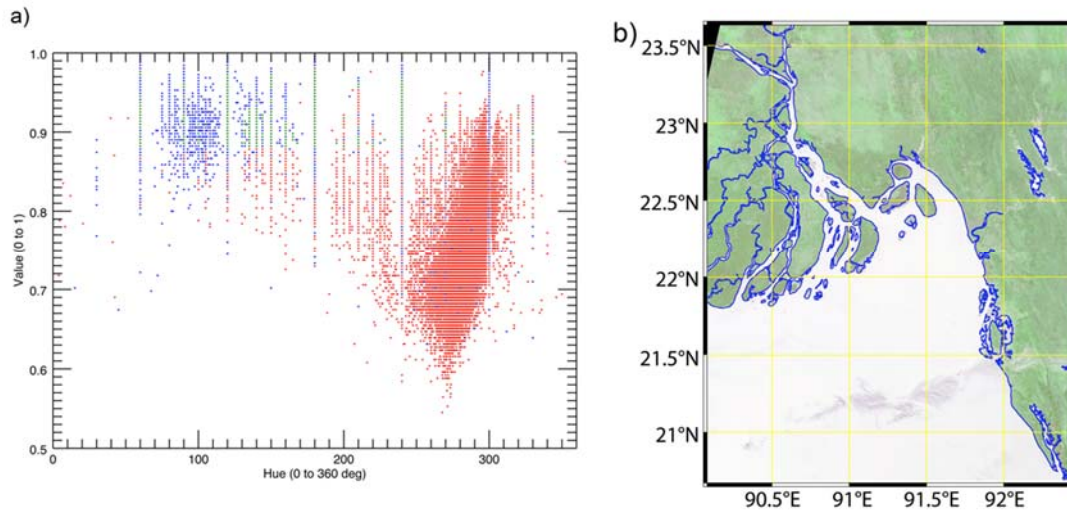 a)
1.0
0.9
0.8
0.7
0.6
0.5
Value (0 to 1)
0
100
200
300
Hue (0 to 360 deg)
b)
23.5°N
23°N
22.5°N
22°N
21.5°N
21°N
90.5°E
91°E
91.5°E
92°E